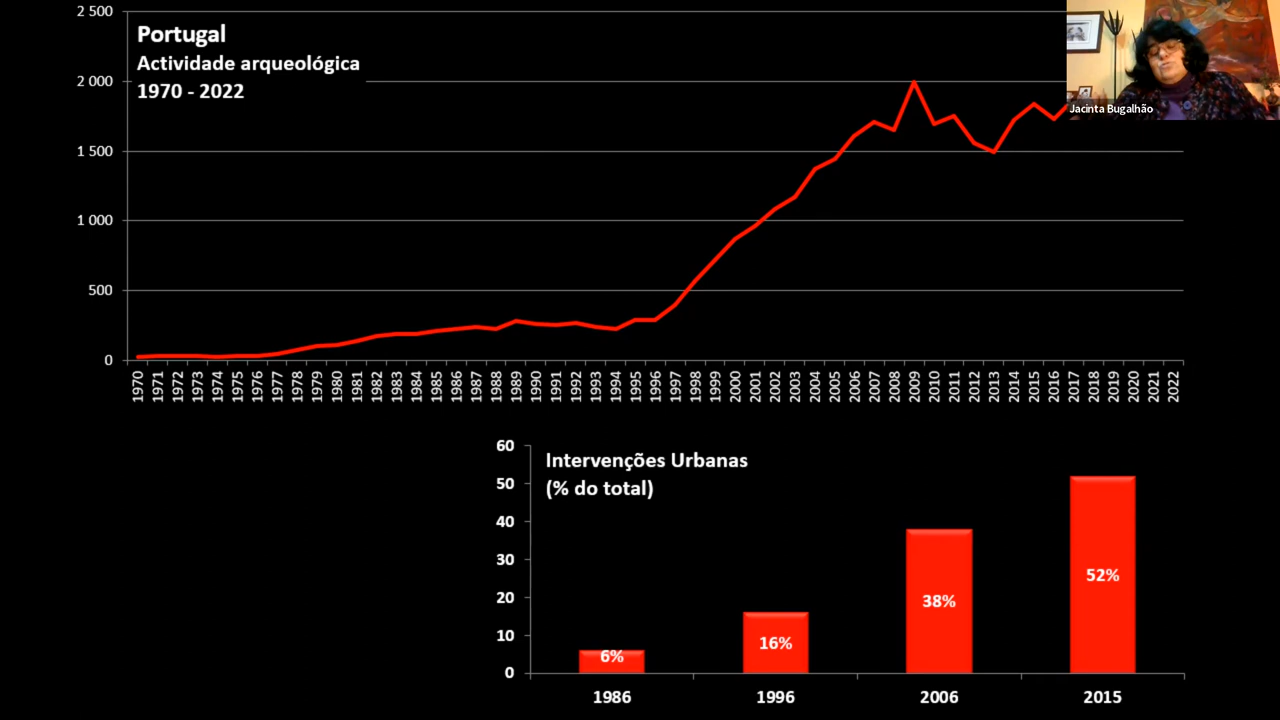 2 500
Portugal
Actividade arqueológica
1970 - 2022
2 000
1 500
1 000
500
0
Jacinta Bugalhão
1970 1971 1972 1973 1974 1975 1976 1977 1978 1979 1980 1981 1982 1983 1984 1985 1986 1987 1988 1989 1990 1991 1992 1993 1994 1995 1996 1997 1998 1999 2000 2001 2002 2003 2004 2005 2006 2007 2008 2009 2010 2011 2012 2013 2014 2015 2016 2017 2018 2019 2020 2021 2022
Intervenções Urbanas
(% do total)
60
50
40
30
20
10
0
6%
16%
38%
52%
1986 1996 2006 2015